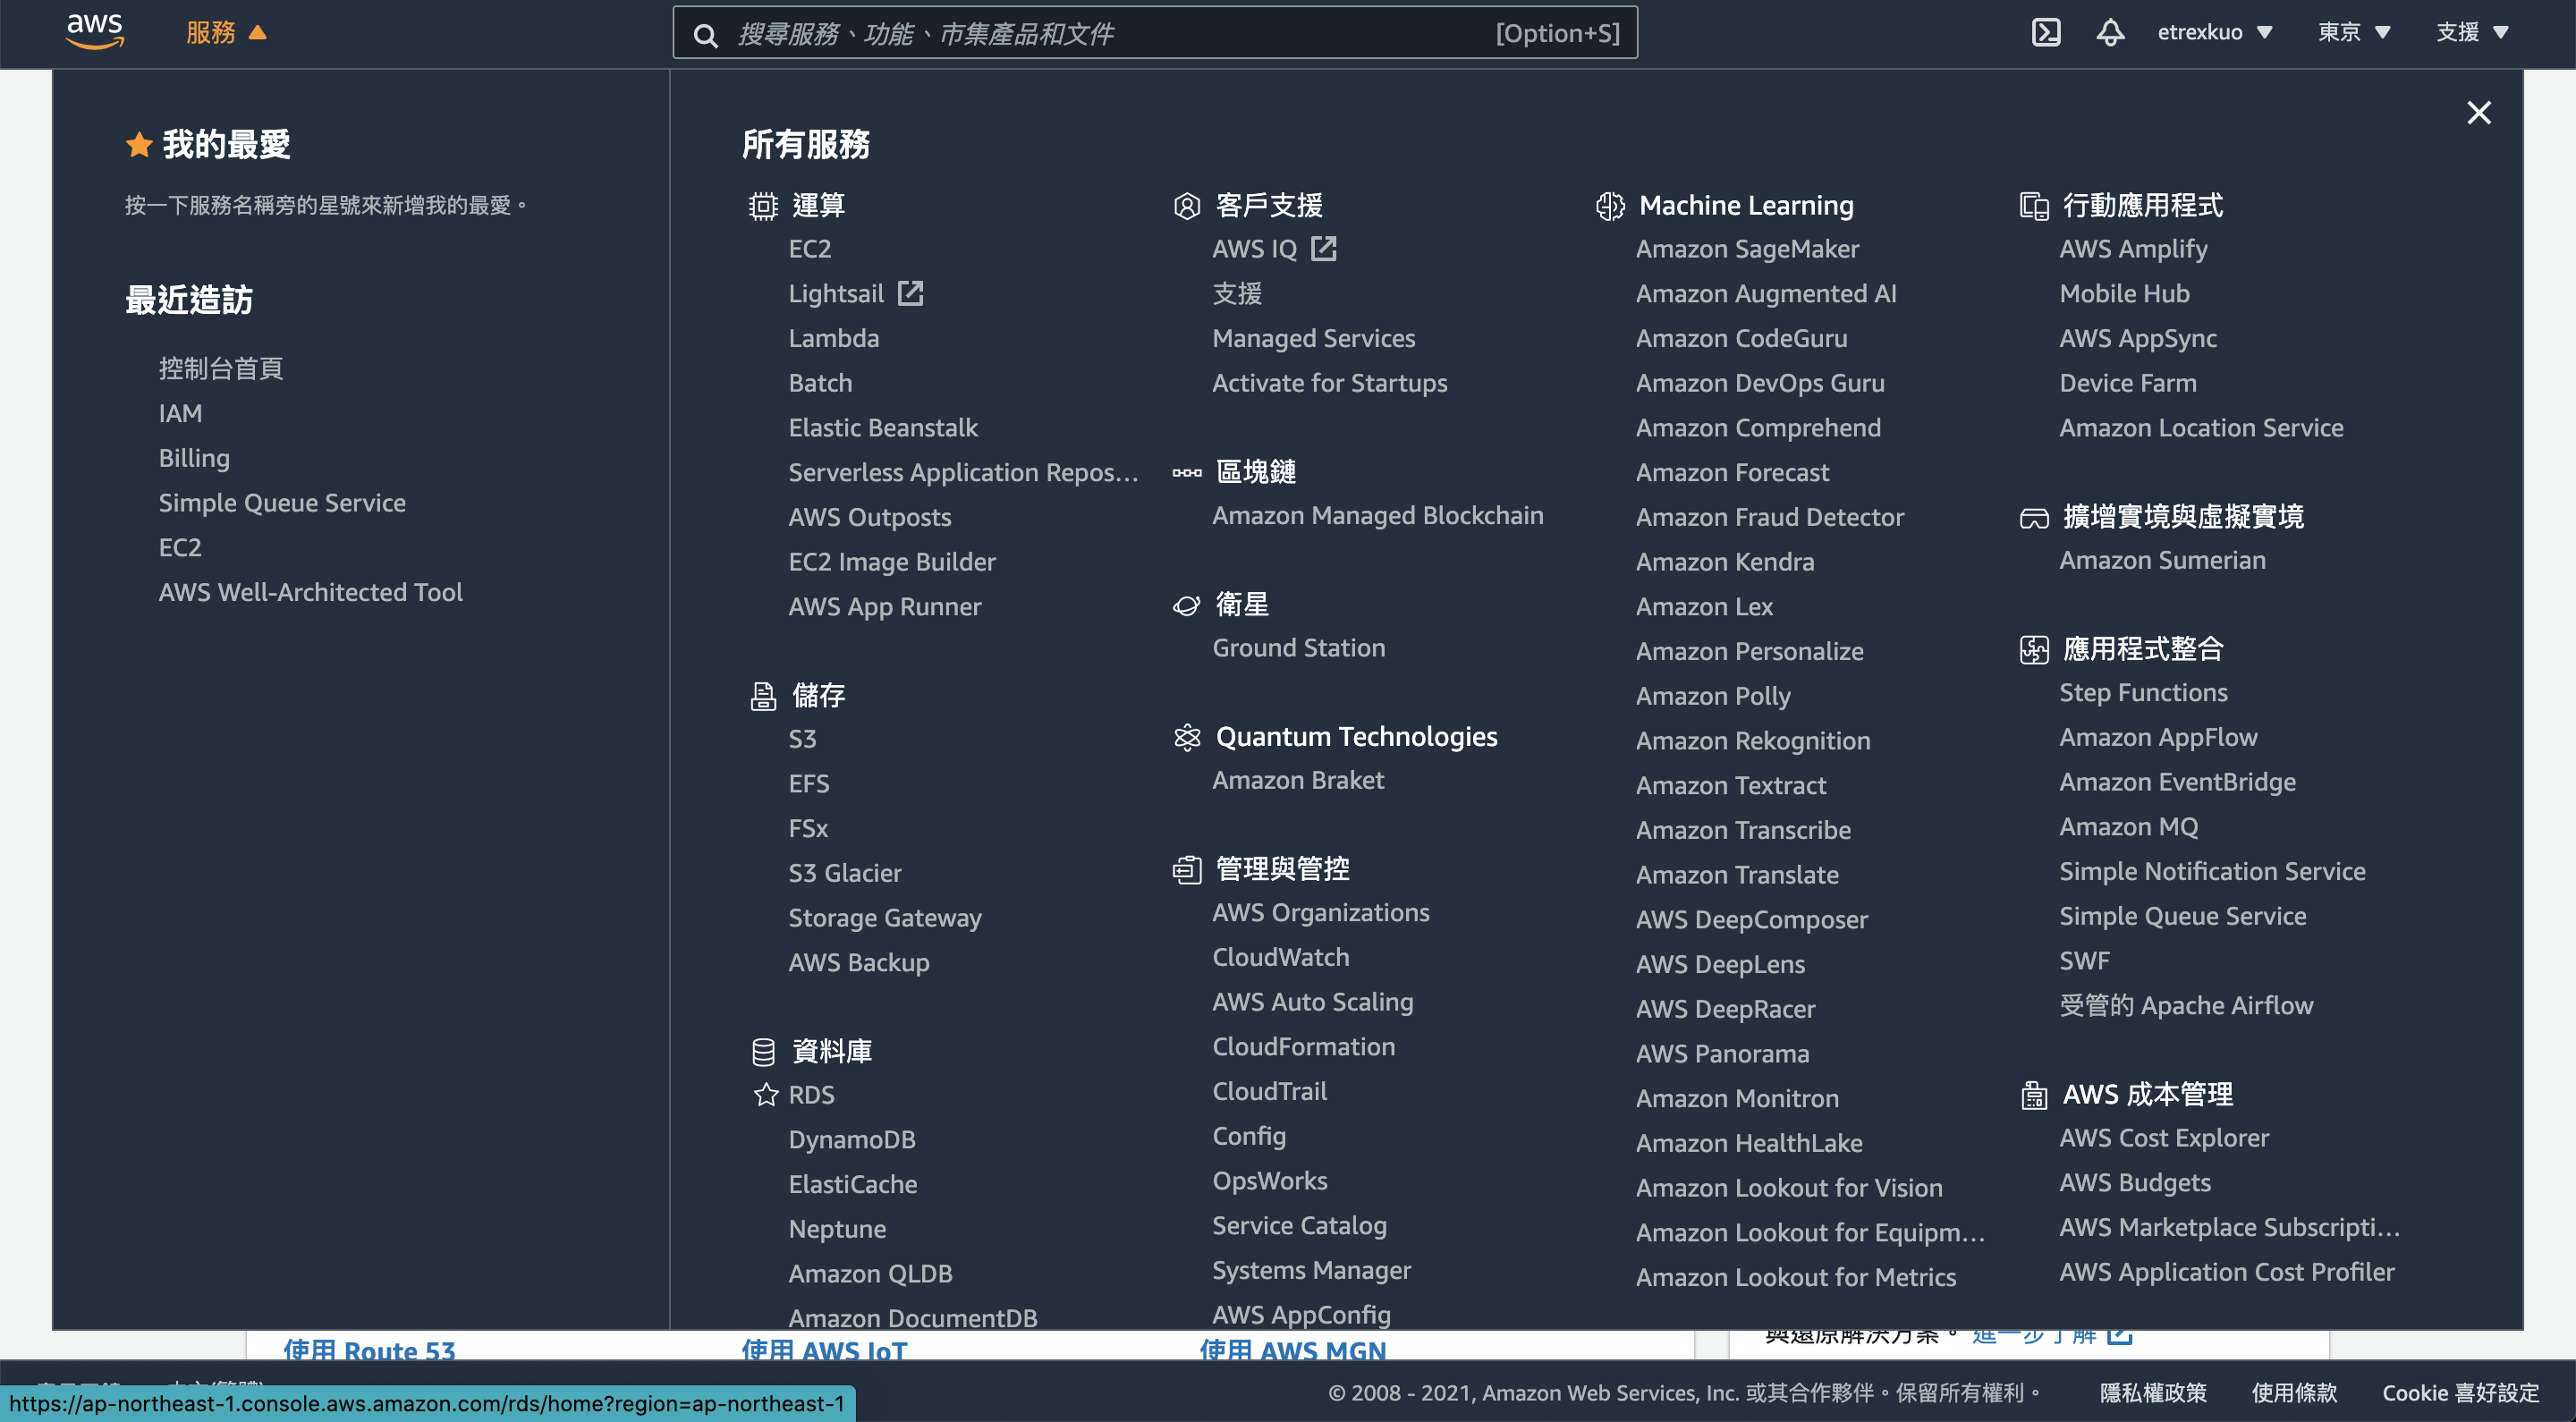 aws
服務
搜尋服務、功能、市集產品和文件 [Option+S]
etrexkuo
東京
支援
我的最愛
按一下服務名稱旁的星號來新增我的最愛。
最近造訪
控制台首頁
IAM
Billing
Simple Queue Service
EC2
AWS Well-Architected Tool
所有服務
運算
EC2
Lightsail
Lambda
Batch
Elastic Beanstalk
Serverless Application Repos...
AWS Outposts
EC2 Image Builder
AWS App Runner
儲存
S3
EFS
FSx
S3 Glacier
Storage Gateway
AWS Backup
資料庫
RDS
DynamoDB
ElastiCache
Neptune
Amazon QLDB
Amazon DocumentDB
客戶支援
AWS IQ
支援
Managed Services
Activate for Startups
區塊鏈
Amazon Managed Blockchain
衛星
Ground Station
Quantum Technologies
Amazon Braket
管理與管控
AWS Organizations
CloudWatch
AWS Auto Scaling
CloudFormation
CloudTrail
Config
OpsWorks
Service Catalog
Systems Manager
AWS AppConfig
Machine Learning
Amazon SageMaker
Amazon Augmented AI
Amazon CodeGuru
Amazon DevOps Guru
Amazon Comprehend
Amazon Forecast
Amazon Fraud Detector
Amazon Kendra
Amazon Lex
Amazon Personalize
Amazon Polly
Amazon Rekognition
Amazon Textract
Amazon Transcribe
Amazon Translate
AWS DeepComposer
AWS DeepLens
AWS DeepRacer
AWS Panorama
Amazon Monitron
Amazon HealthLake
Amazon Lookout for Vision
Amazon Lookout for Equipm...
Amazon Lookout for Metrics
行動應用程式
AWS Amplify
Mobile Hub
AWS AppSync
Device Farm
Amazon Location Service
擴增實境與虛擬實境
Amazon Sumerian
應用程式整合
Step Functions
Amazon AppFlow
Amazon EventBridge
Amazon MQ
Simple Notification Service
Simple Queue Service
SWF
受管的 Apache Airflow
AWS 成本管理
AWS Cost Explorer
AWS Budgets
AWS Marketplace Subscripti...
AWS Application Cost Profiler
使用 Route 53
使用 AWS IoT
使用 AWS MGN
與還原解決方案。 進一步了解
https://ap-northeast-1.console.aws.amazon.com/rds/home?region=ap-northeast-1
© 2008 - 2021, Amazon Web Services, Inc. 或其合作夥伴。保留所有權利。
隱私權政策
使用條款
Cookie 喜好設定